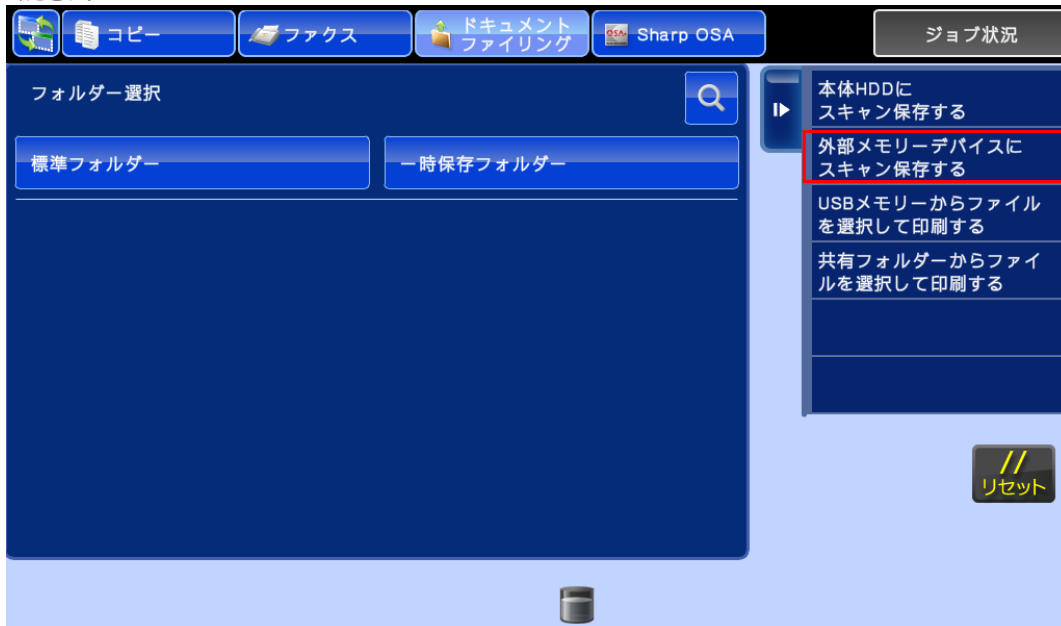 コピー
ファクス
ドキュメント
ファイリング
OSA
Sharp OSA
ジョブ状況
フォルダー選択
標準フォルダー
一時保存フォルダー
本体HDDに
スキャン保存する
外部メモリーデバイスに
スキャン保存する
USBメモリーからファイル
を選択して印刷する
共有フォルダーからファイ
ルを選択して印刷する
リセット